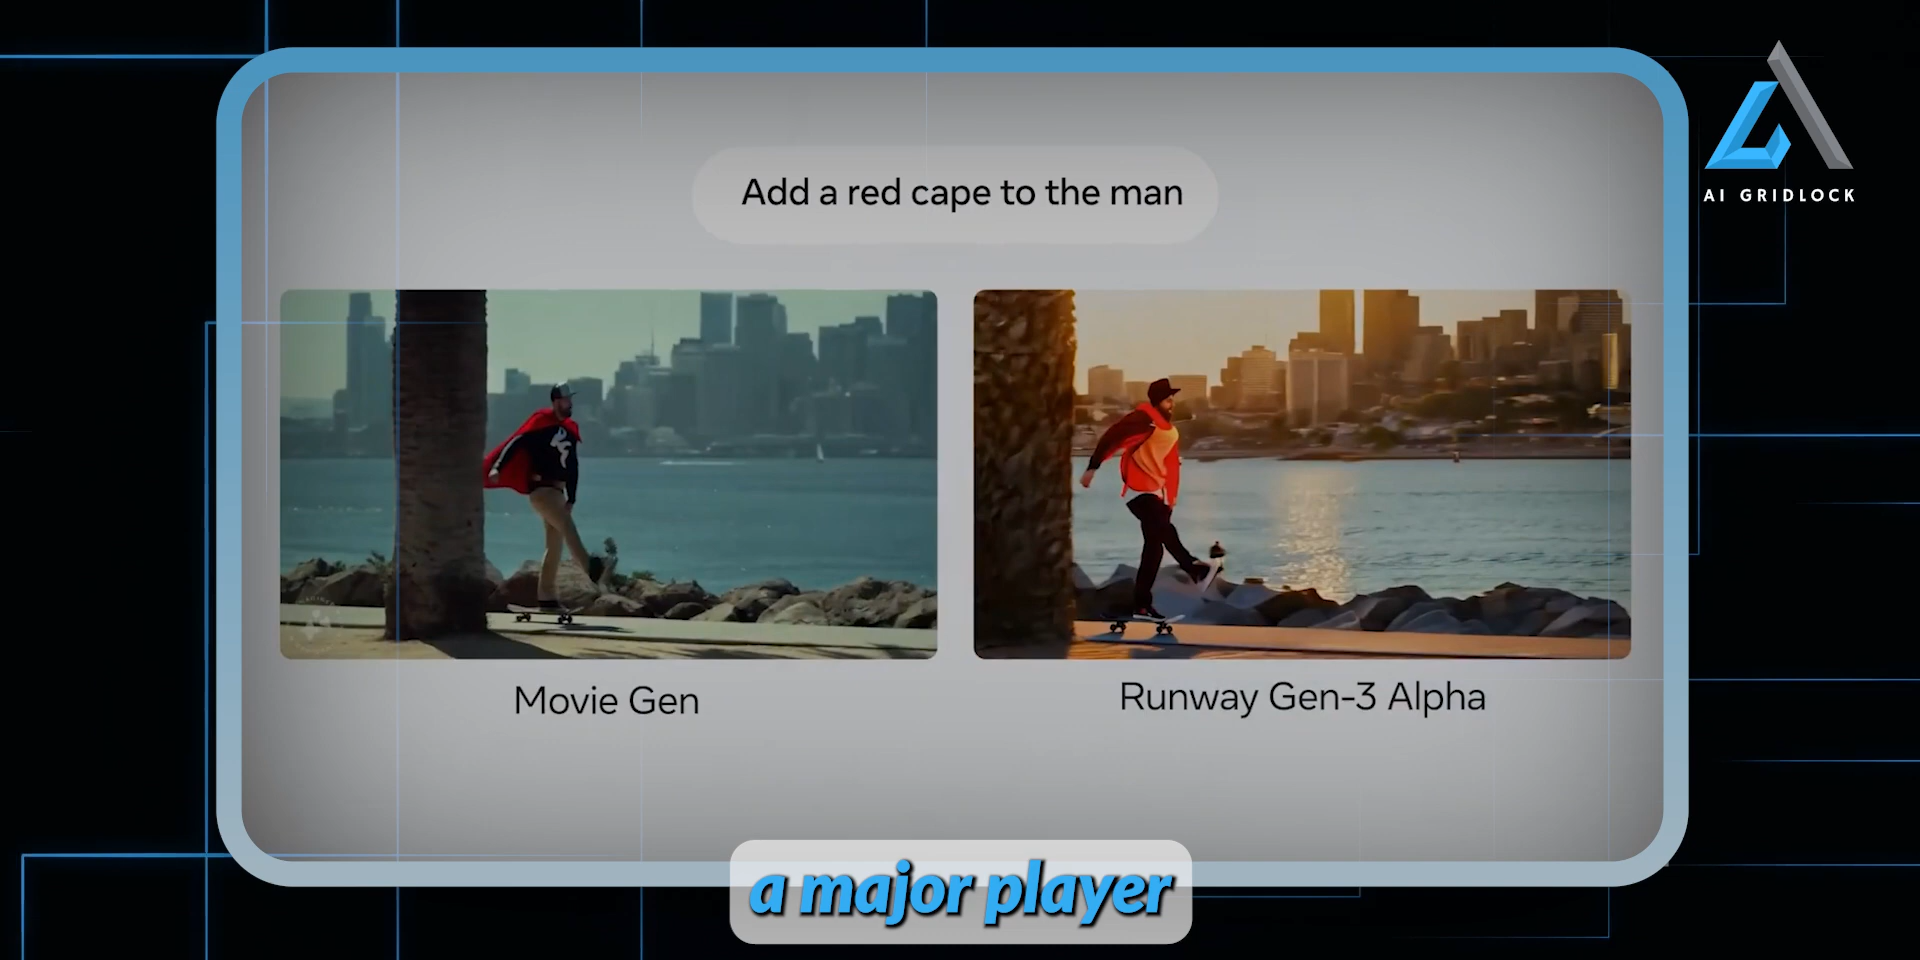 Add a red cape to the man
AI GRIDLOCK
Movie Gen
Runway Gen-3 Alpha
a major player